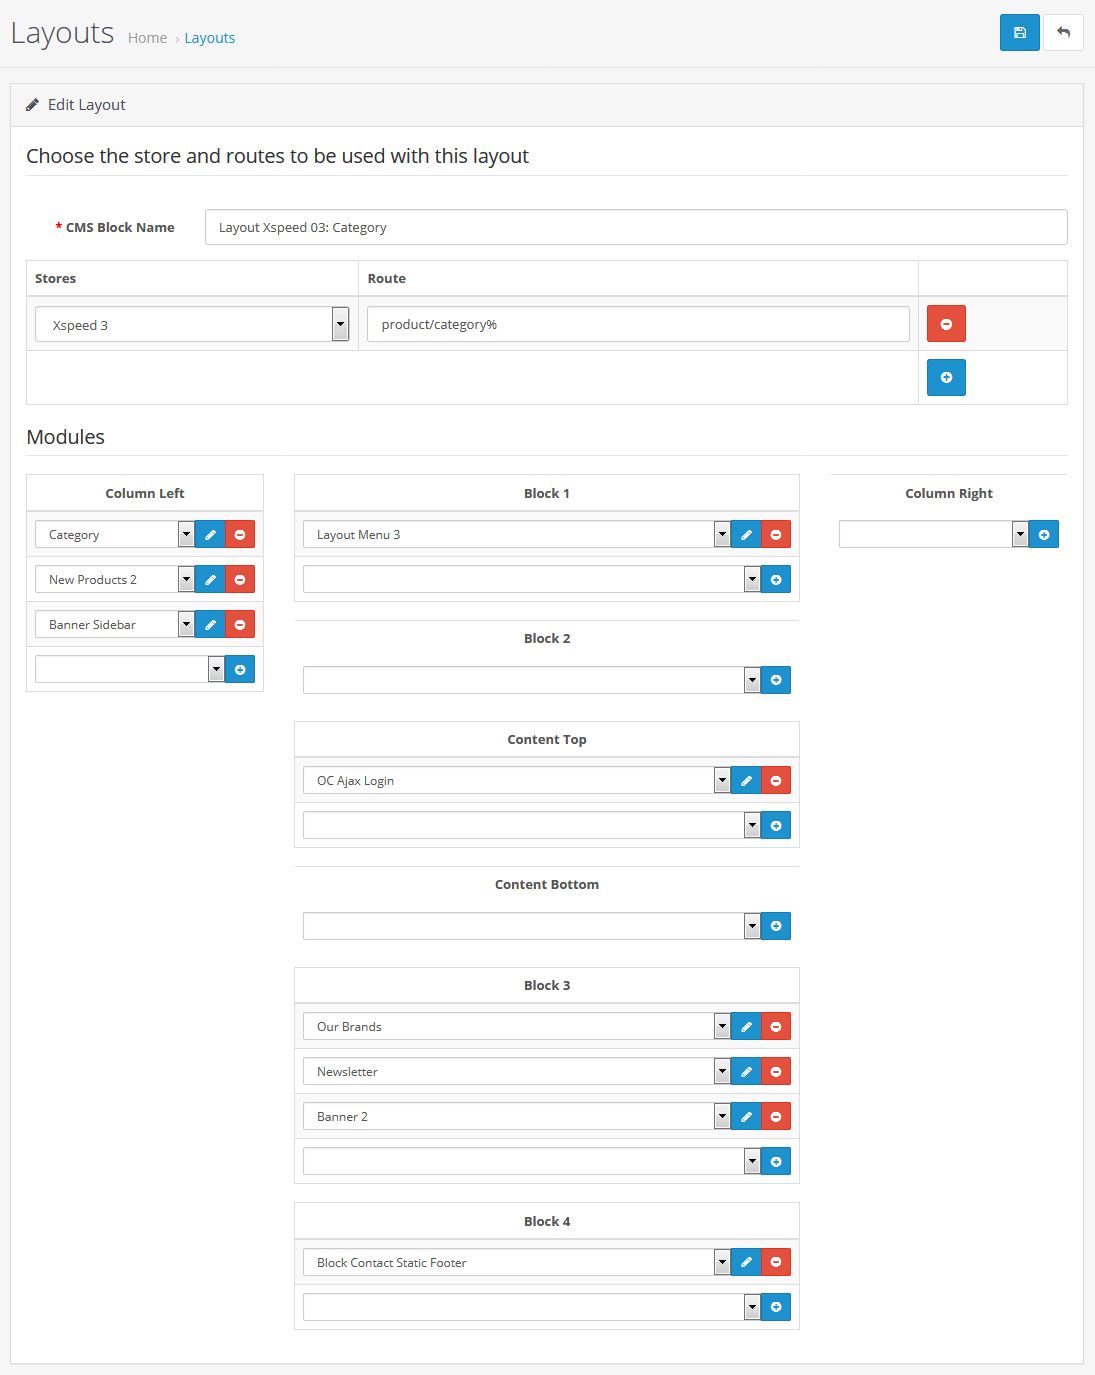 Layouts Home › Layouts
Edit Layout
Choose the store and routes to be used with this layout
* CMS Block Name Layout Xspeed 03: Category
Stores Route
Xspeed 3 product/category%
Modules
Column Left
Category
New Products 2
Banner Sidebar
Block 1
Layout Menu 3
Block 2
Content Top
OC Ajax Login
Content Bottom
Block 3
Our Brands
Newsletter
Banner 2
Block 4
Block Contact Static Footer
Column Right